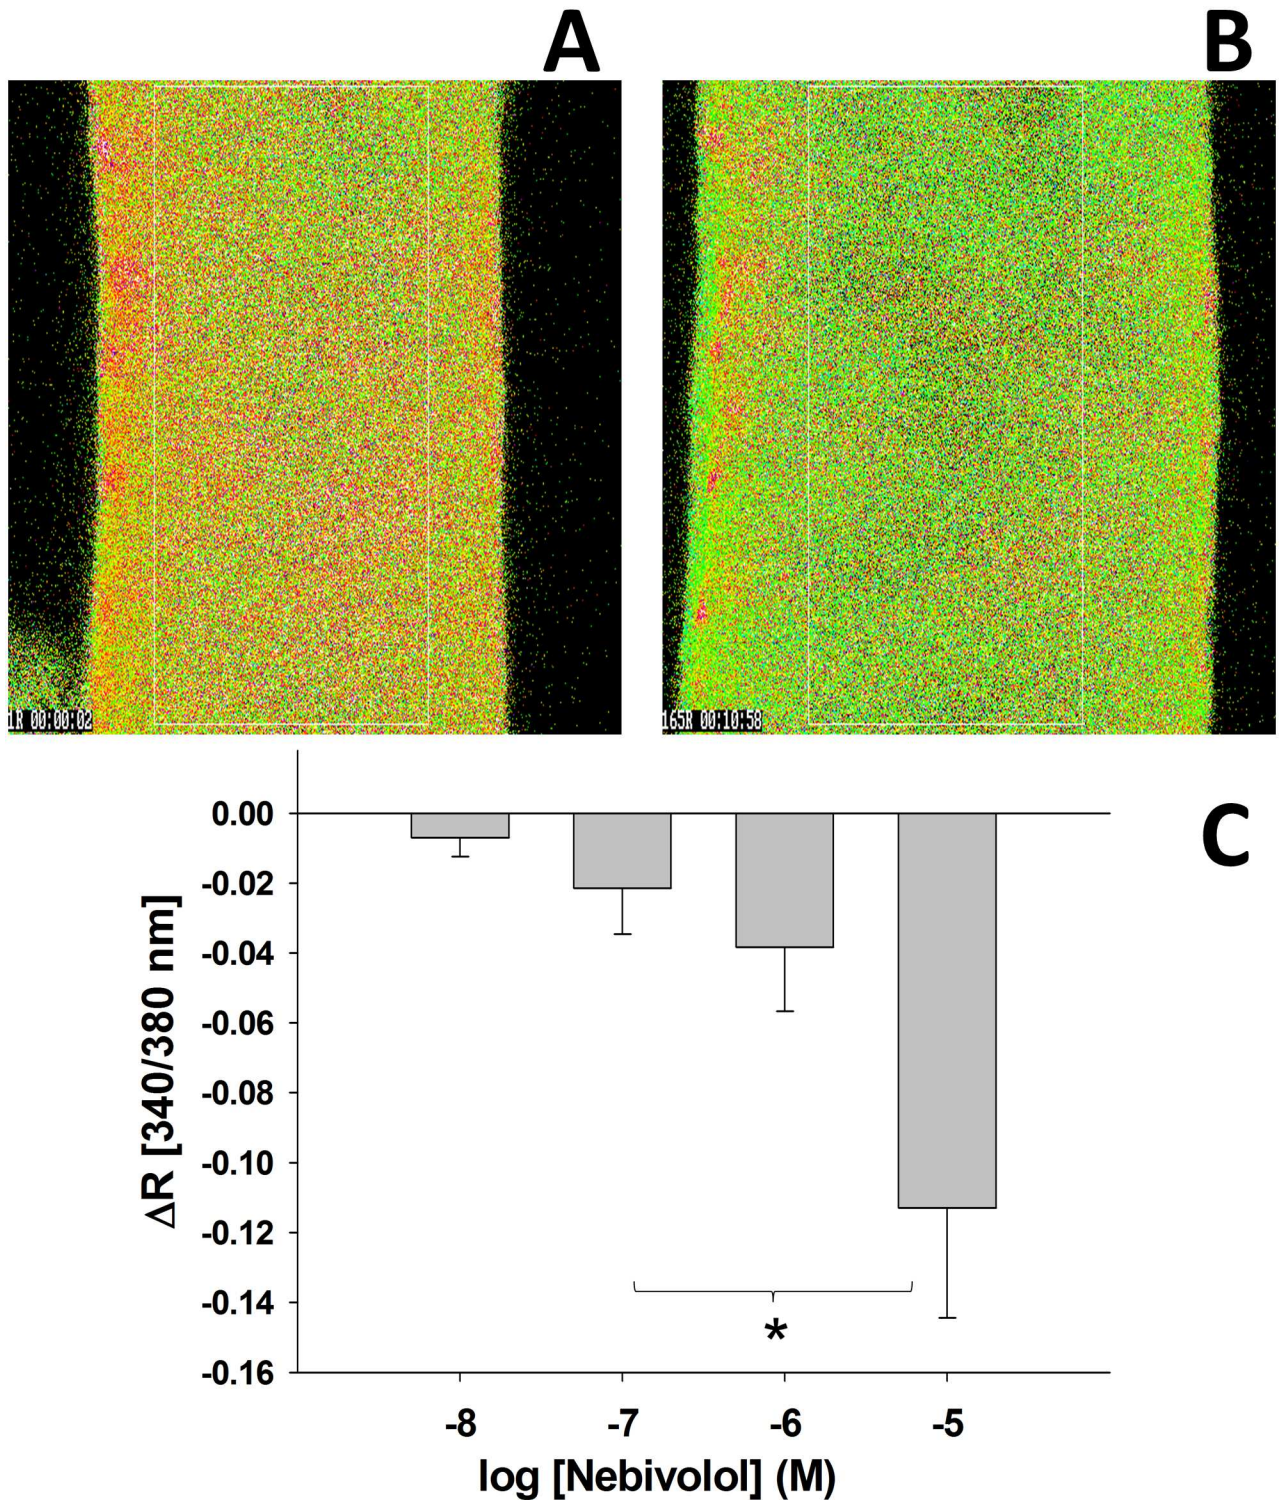 A
B
1R 00:00:02
165R 00:10:58
C
0.00
-0.02
-0.04
-0.06
-0.08
-0.10
-0.12
-0.14
-0.16
ΔR [340/380 nm]
*
-8 -7 -6 -5
log [Nebivolol] (M)